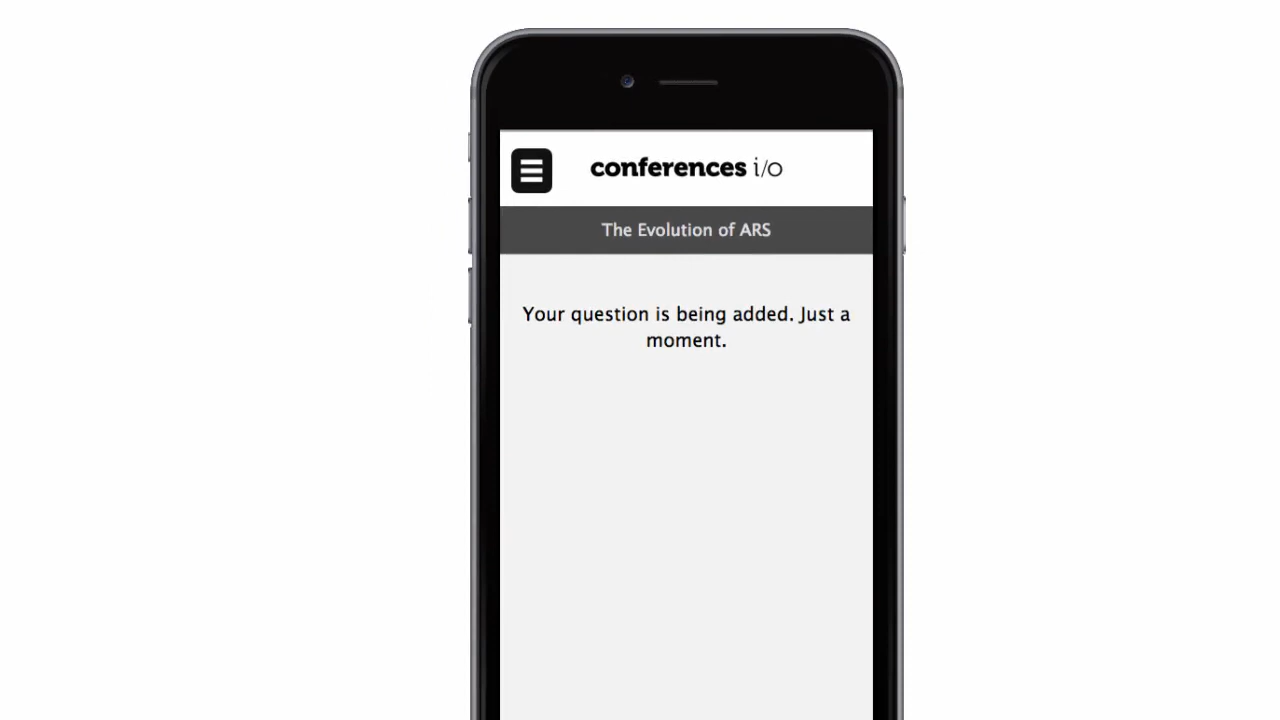 conferences i/o
The Evolution of ARS
Your question is being added. Just a
moment.